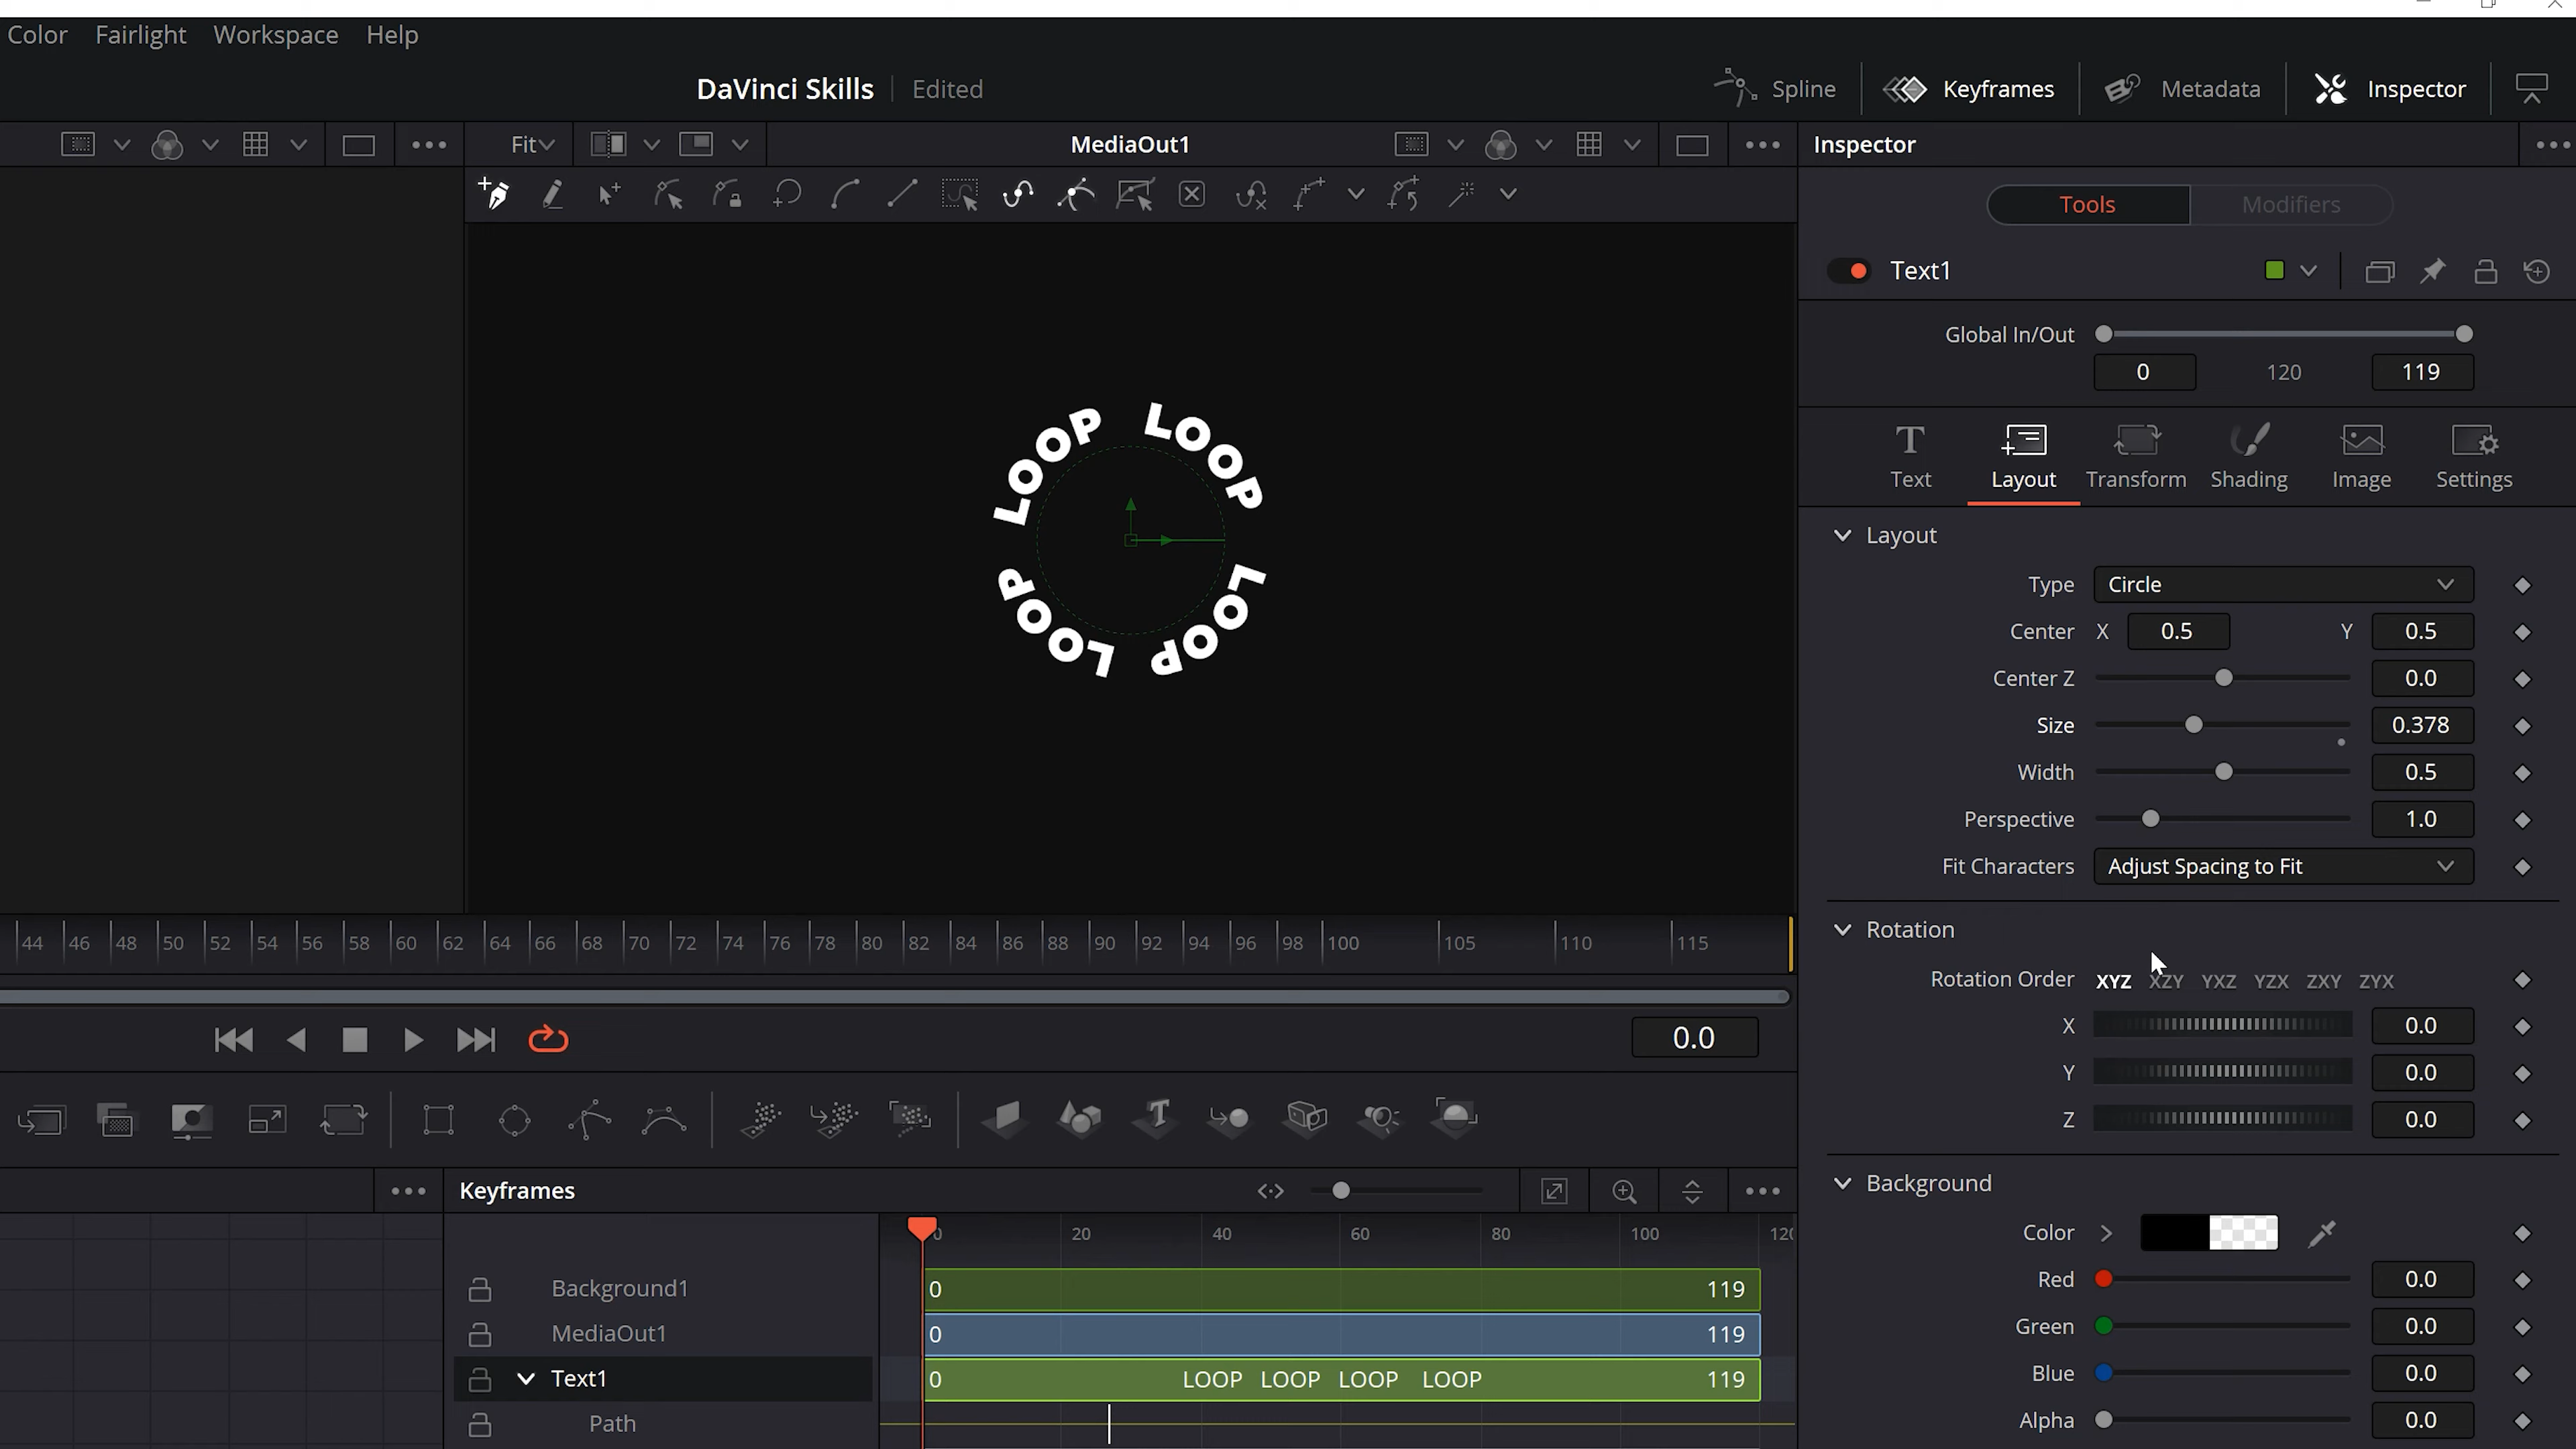 Color Fairlight Workspace Help
DaVinci Skills Edited
Spline Keyframes Metadata Inspector
Fit MediaOut1
Inspector
Tools Modifiers
Text1
Global In/Out
0 120 119
Text Layout Transform Shading Image Settings
LOOP LOOP LOOP LOOP
Layout
Type Circle
Center X 0.5 Y 0.5
Center Z 0.0
Size 0.378
Width 0.5
Perspective 1.0
Fit Characters Adjust Spacing to Fit
Rotation
Rotation Order XYZ XZY YXZ YZX ZXY ZYX
X 0.0
Y 0.0
Z 0.0
Background
Color
Red 0.0
Green 0.0
Blue 0.0
Alpha 0.0
44 46 48 50 52 54 56 58 60 62 64 66 68 70 72 74 76 78 80 82 84 86 88 90 92 94 96 98 100 105 110 115
0.0
Keyframes
0 20 40 60 80 100
Background1 0 119
MediaOut1 0 119
Text1 0 LOOP LOOP LOOP LOOP 119
Path